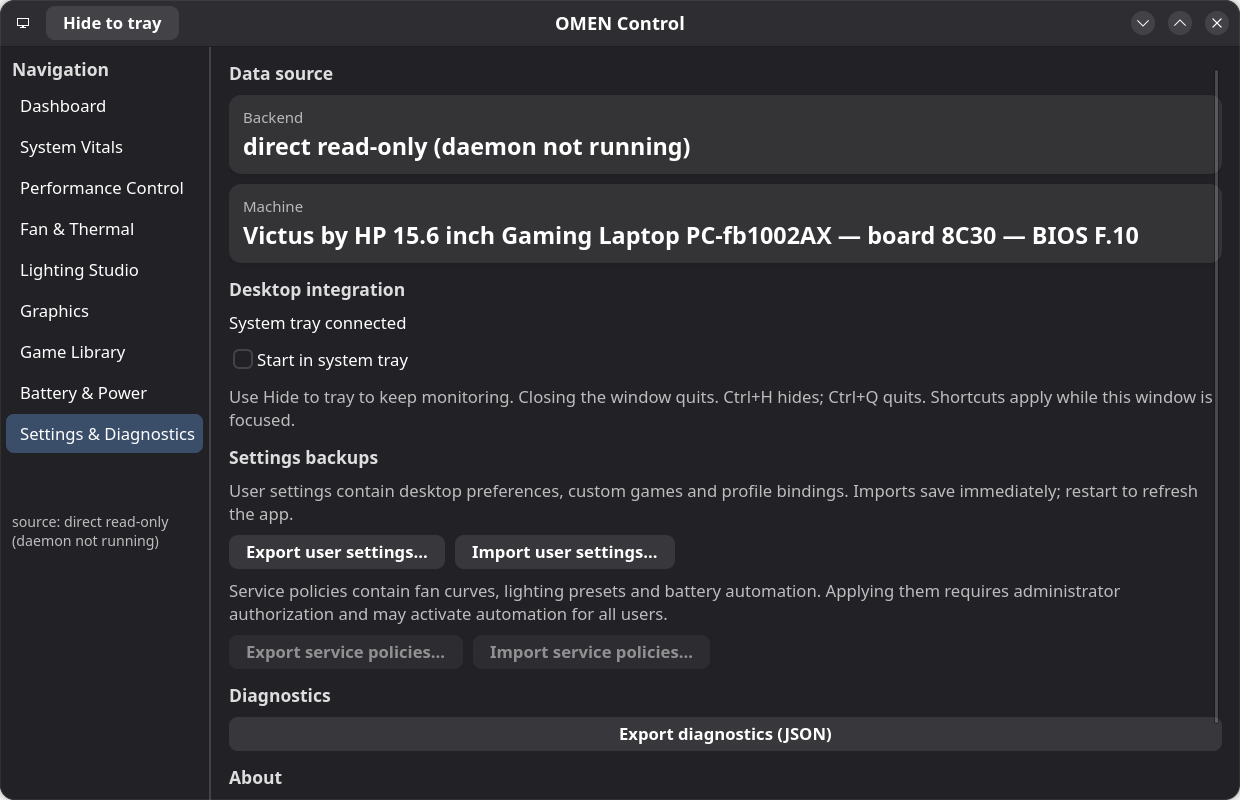 Hide to tray
OMEN Control
Navigation
Dashboard
System Vitals
Performance Control
Fan & Thermal
Lighting Studio
Graphics
Game Library
Battery & Power
Settings & Diagnostics
source: direct read-only
(daemon not running)
Data source
Backend
direct read-only (daemon not running)
Machine
Victus by HP 15.6 inch Gaming Laptop PC-fb1002AX — board 8C30 — BIOS F.10
Desktop integration
System tray connected
Start in system tray
Use Hide to tray to keep monitoring. Closing the window quits. Ctrl+H hides; Ctrl+Q quits. Shortcuts apply while this window is
focused.
Settings backups
User settings contain desktop preferences, custom games and profile bindings. Imports save immediately; restart to refresh
the app.
Export user settings...
Import user settings...
Service policies contain fan curves, lighting presets and battery automation. Applying them requires administrator
authorization and may activate automation for all users.
Export service policies...
Import service policies...
Diagnostics
Export diagnostics (JSON)
About